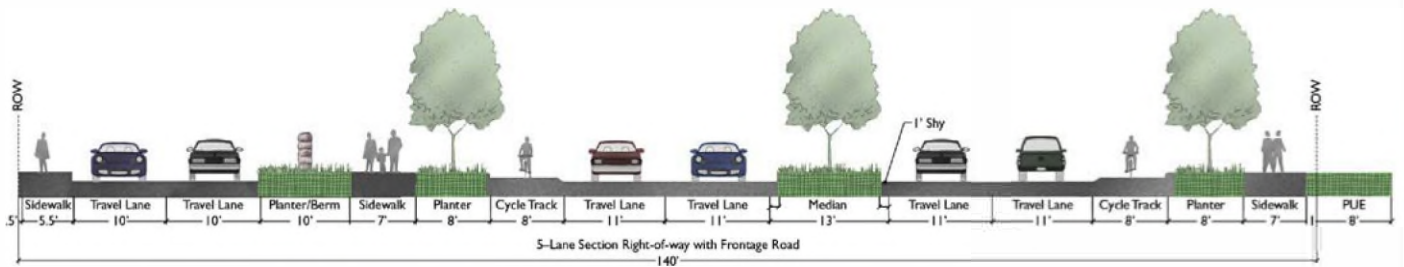 ROW
ROW
1' Shy
Sidewalk Travel Lane Travel Lane Planter/Berm Sidewalk Planter Cycle Track Travel Lane Travel Lane Median Travel Lane Travel Lane Cycle Track Planter Sidewalk PUE
.5' 5.5' 10' 10' 10' 7' 8' 8' 11' 11' 13' 11' 11' 8' 8' 7' 1 8'
5-Lane Section Right-of-way with Frontage Road
140'